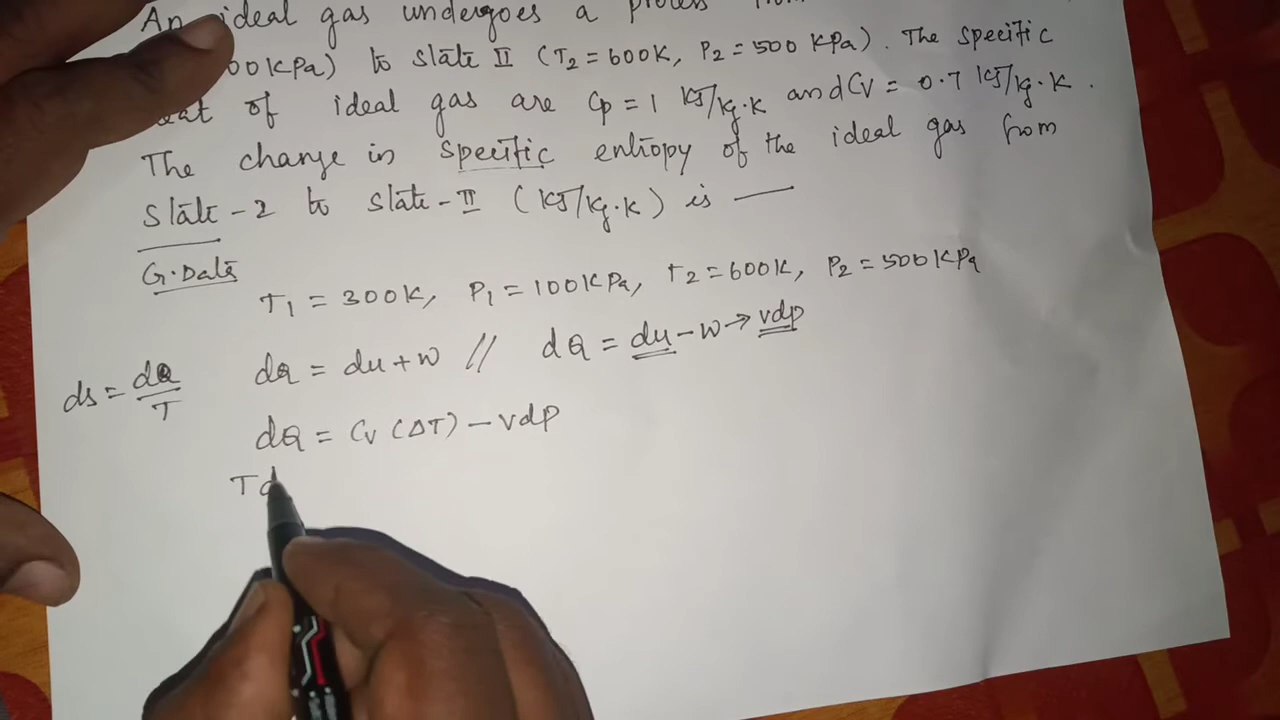 An ideal gas undergoes a process
00KPa) to State II (T2=600K, P2=500KPa). The specific
of ideal gas are Cp=1 KJ/kg.K and Cv=0.7 KJ/kg.K.
The change in specific entropy of the ideal gas from
State-2 to State-II (KJ/kg.K) is —
G.Data
T1=300K, P1=100KPa, T2=600K, P2=500KPa
dQ = du+w // dQ = du-w→vdp
ds=dQ/T
dQ = Cv(ΔT)-vdp
T